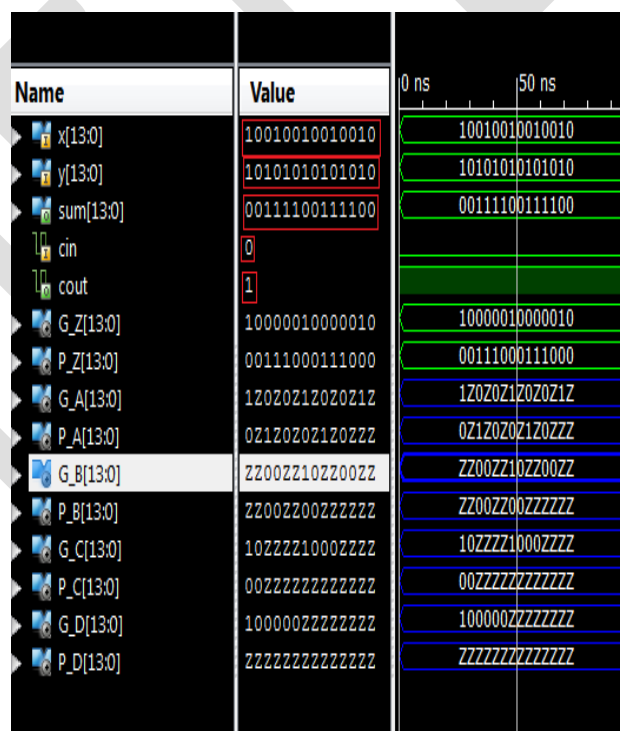 Name Value 0 ns 50 ns
x[13:0] 10010010010010 10010010010010
y[13:0] 10101010101010 10101010101010
sum[13:0] 00111100111100 00111100111100
cin 0
cout 1
G_Z[13:0] 10000010000010 10000010000010
P_Z[13:0] 00111000111000 00111000111000
G_A[13:0] 1Z0Z0Z1Z0Z0Z1Z 1Z0Z0Z1Z0Z0Z1Z
P_A[13:0] 0Z1Z0Z0Z1Z0ZZZ 0Z1Z0Z0Z1Z0ZZZ
G_B[13:0] ZZ00ZZ10ZZ00ZZ ZZ00ZZ10ZZ00ZZ
P_B[13:0] ZZ00ZZ00ZZZZZZ ZZ00ZZ00ZZZZZZ
G_C[13:0] 10ZZZZ1000ZZZZ 10ZZZZ1000ZZZZ
P_C[13:0] 00ZZZZZZZZZZZZ 00ZZZZZZZZZZZZ
G_D[13:0] 100000ZZZZZZZZ 100000ZZZZZZZZ
P_D[13:0] ZZZZZZZZZZZZZZ ZZZZZZZZZZZZZZ